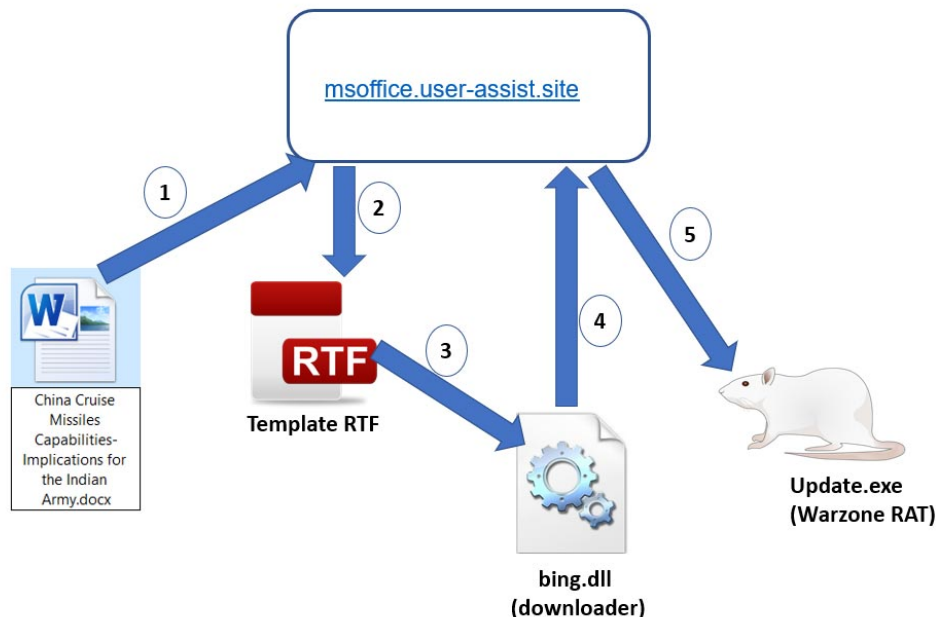 msoffice.user-assist.site
1
2
3
4
5
W
RTF
Template RTF
China Cruise
Missiles
Capabilities-
Implications for
the Indian
Army.docx
bing.dll
(downloader)
Update.exe
(Warzone RAT)